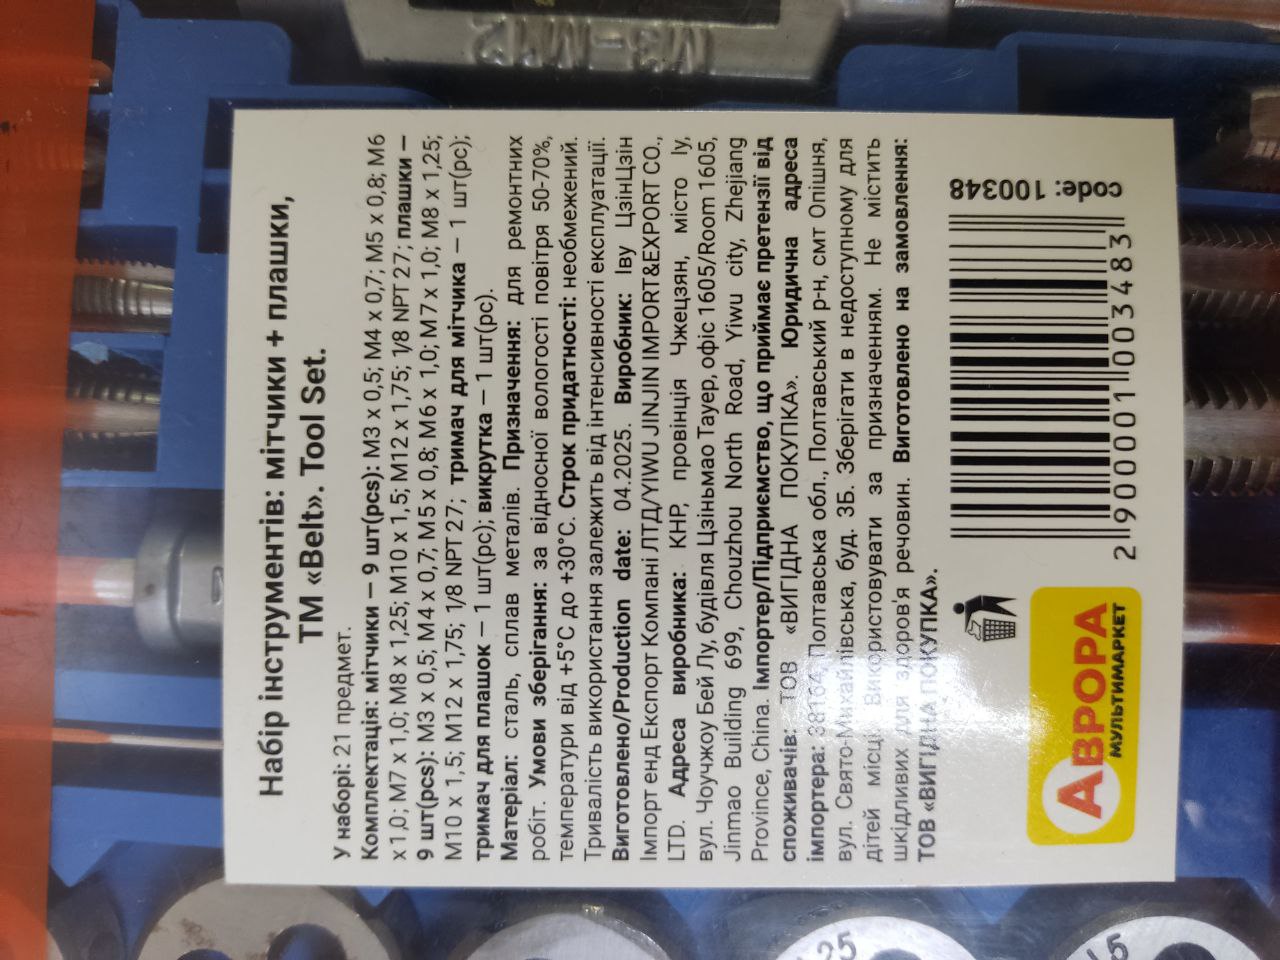 M3-M12
Набір інструментів: мітчики + плашки,
ТМ «Belt». Tool Set.
У наборі: 21 предмет.
Комплектація: мітчики – 9 шт(pcs): M3 x 0,5; M4 x 0,7; M5 x 0,8; M6
x 1,0; M7 x 1,0; M8 x 1,25; M10 x 1,5; M12 x 1,75; 1/8 NPT 27; плашки –
9 шт(pcs): M3 x 0,5; M4 x 0,7; M5 x 0,8; M6 x 1,0; M7 x 1,0; M8 x 1,25;
M10 x 1,5; M12 x 1,75; 1/8 NPT 27; тримач для мітчика – 1 шт(pc);
тримач для плашок – 1 шт(pc); викрутка – 1 шт(pc).
Матеріал: сталь, сплав металів. Призначення: для ремонтних
робіт. Умови зберігання: за відносної вологості повітря 50-70%,
температури від +5°C до +30°C. Строк придатності: необмежений.
Тривалість використання залежить від інтенсивності експлуатації.
Виготовлено/Production date: 04.2025. Виробник: Іву ЦзінЦзін
Імпорт енд Експорт Компані ЛТД/YIWU JINJIN IMPORT&EXPORT CO.,
LTD. Адреса виробника: КНР, провінція Чжецзян, місто Іу,
вул. Чоучжоу Бей Лу, будівля Цзіньмао Тауер, офіс 1605/Room 1605,
Jinmao Building 699, Chouzhou North Road, Yiwu city, Zhejiang
Province, China. Імпортер/Підприємство, що приймає претензії від
споживачів: ТОВ «ВИГІДНА ПОКУПКА». Юридична адреса
імпортера: 38164, Полтавська обл., Полтавський р-н, смт Опішня,
вул. Свято-Михайлівська, буд. 3Б. Зберігати в недоступному для
дітей місці. Використовувати за призначенням. Не містить
шкідливих для здоров'я речовин. Виготовлено на замовлення:
ТОВ «ВИГІДНА ПОКУПКА».
code: 100348
2 900001 003483
АВРОРА
МУЛЬТИМАРКЕТ